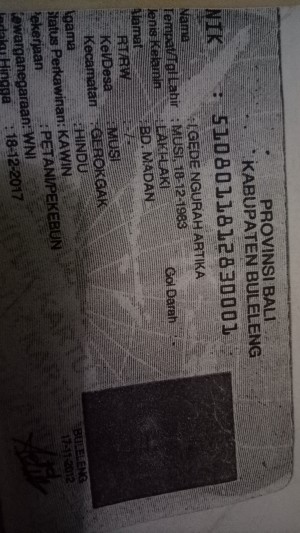 PROVINSI BALI
KABUPATEN BULELENG
NIK : 5108011812830001
Nama : GEDE NGURAH ARTIKA
Tempat/Tgl Lahir : MUSI, 18-12-1983
Jenis Kelamin : LAKI-LAKI Gol Darah : -
Alamat : BD. MADAN
RT/RW : -/-
Kel/Desa : MUSI
Kecamatan : GEROKGAK
Agama : HINDU
Status Perkawinan: KAWIN
Pekerjaan : PETANI/PEKEBUN
Kewarganegaraan: WNI
Berlaku Hingga : 18-12-2017
BULELENG
17-11-2012